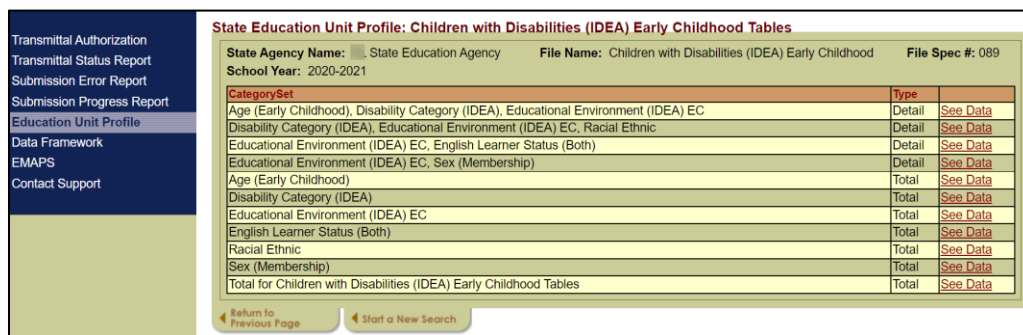 Transmittal Authorization
Transmittal Status Report
Submission Error Report
Submission Progress Report
Education Unit Profile
Data Framework
EMAPS
Contact Support
State Education Unit Profile: Children with Disabilities (IDEA) Early Childhood Tables
State Agency Name: State Education Agency File Name: Children with Disabilities (IDEA) Early Childhood File Spec #: 089
School Year: 2020-2021
CategorySet Type
Age (Early Childhood), Disability Category (IDEA), Educational Environment (IDEA) EC Detail See Data
Disability Category (IDEA), Educational Environment (IDEA) EC, Racial Ethnic Detail See Data
Educational Environment (IDEA) EC, English Learner Status (Both) Detail See Data
Educational Environment (IDEA) EC, Sex (Membership) Detail See Data
Age (Early Childhood) Total See Data
Disability Category (IDEA) Total See Data
Educational Environment (IDEA) EC Total See Data
English Learner Status (Both) Total See Data
Racial Ethnic Total See Data
Sex (Membership) Total See Data
Total for Children with Disabilities (IDEA) Early Childhood Tables Total See Data
Return to
Previous Page
Start a New Search